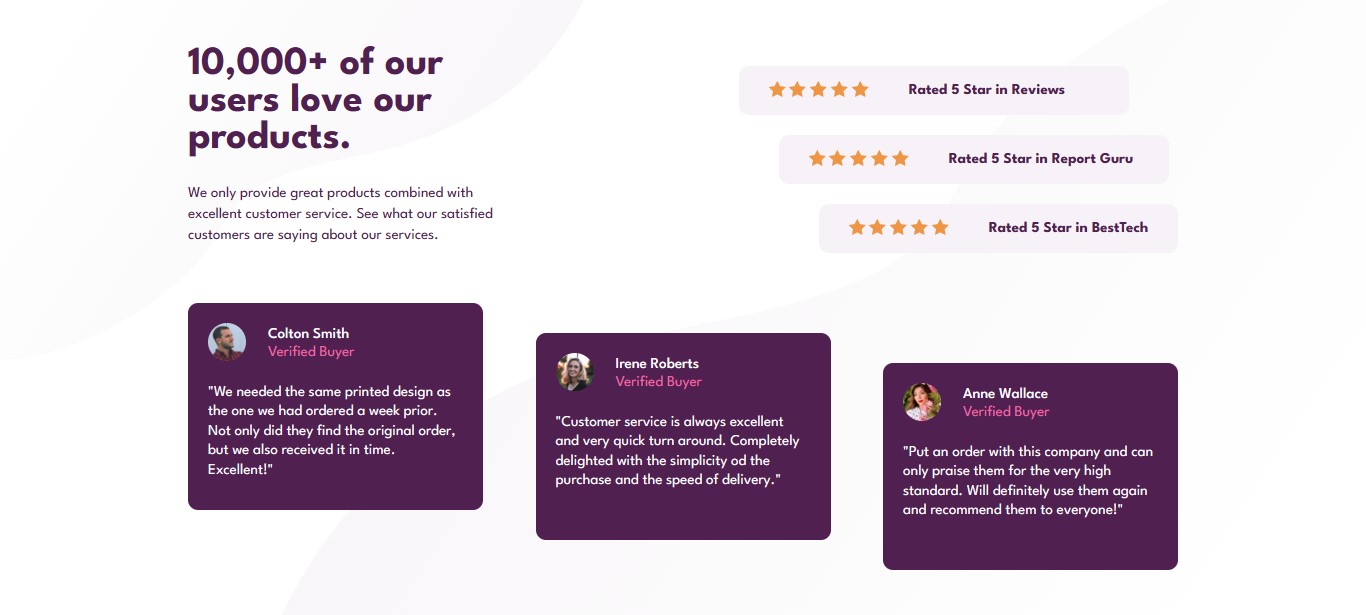 10,000+ of our
users love our
products.
We only provide great products combined with
excellent customer service. See what our satisfied
customers are saying about our services.
Rated 5 Star in Reviews
Rated 5 Star in Report Guru
Rated 5 Star in BestTech
Colton Smith
Verified Buyer
"We needed the same printed design as
the one we had ordered a week prior.
Not only did they find the original order,
but we also received it in time.
Excellent!"
Irene Roberts
Verified Buyer
"Customer service is always excellent
and very quick turn around. Completely
delighted with the simplicity od the
purchase and the speed of delivery."
Anne Wallace
Verified Buyer
"Put an order with this company and can
only praise them for the very high
standard. Will definitely use them again
and recommend them to everyone!"